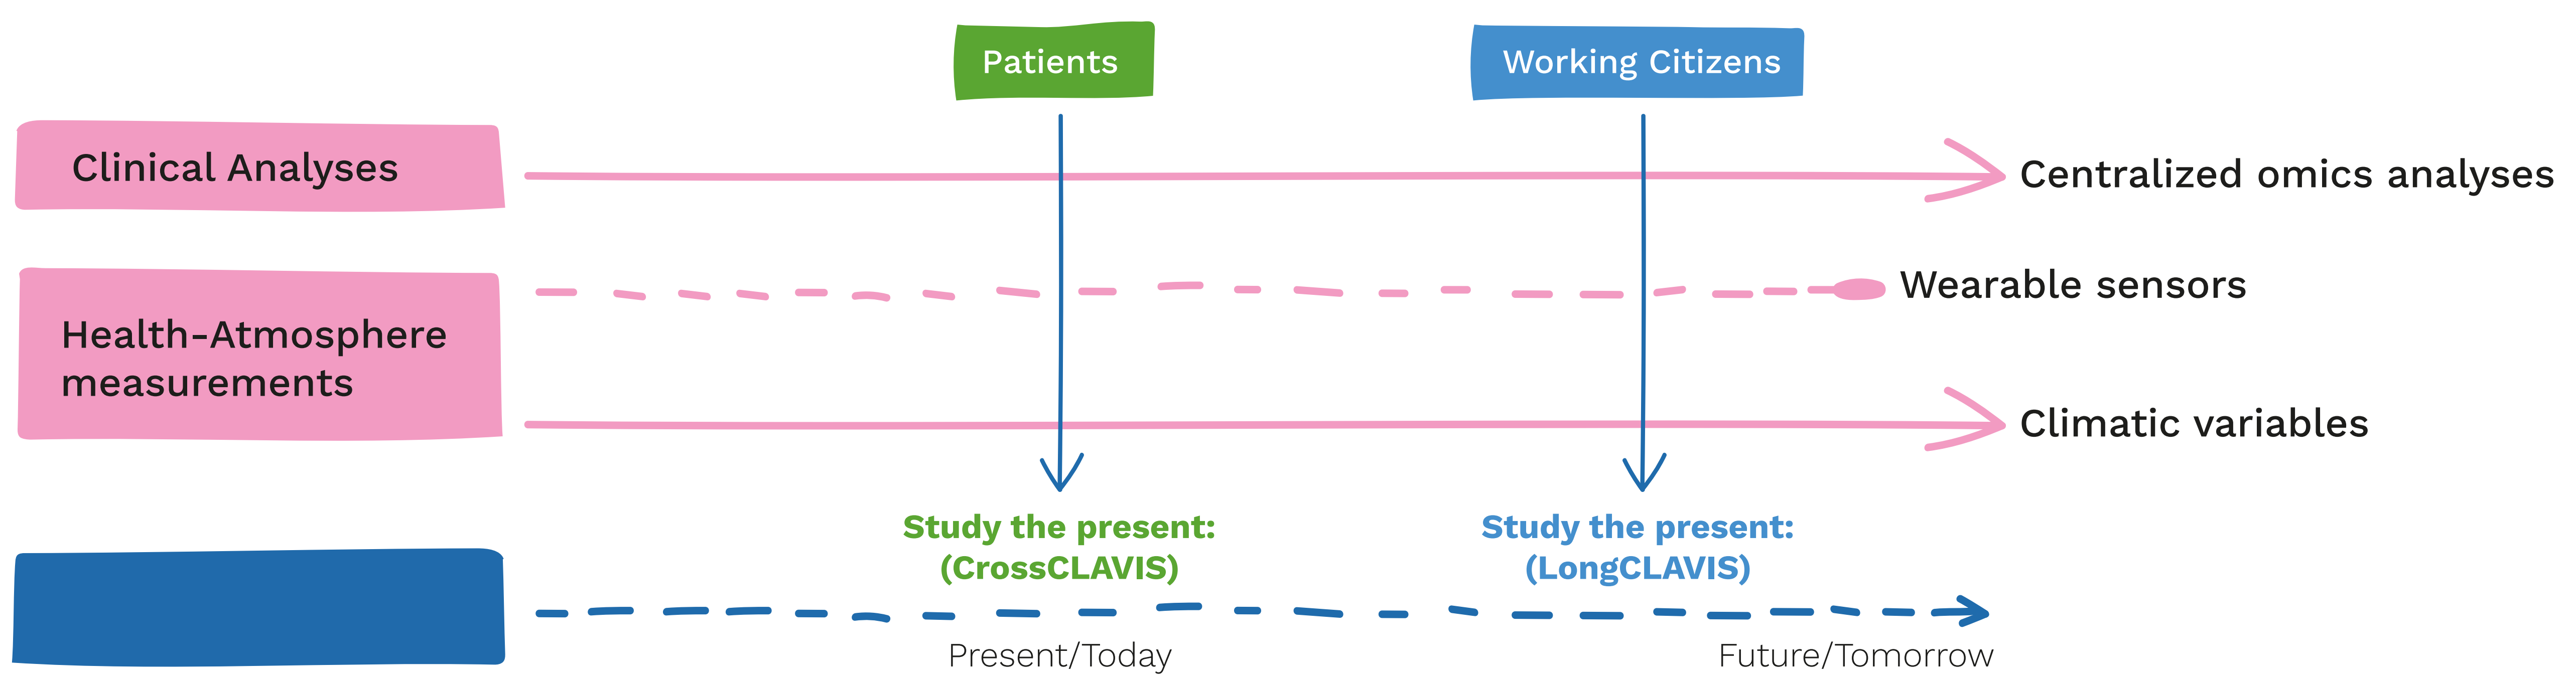 Patients
Working Citizens
Clinical Analyses
Centralized omics analyses
Health-Atmosphere
measurements
Wearable sensors
Climatic variables
Study the present:
(CrossCLAVIS)
Study the present:
(LongCLAVIS)
Present/Today
Future/Tomorrow